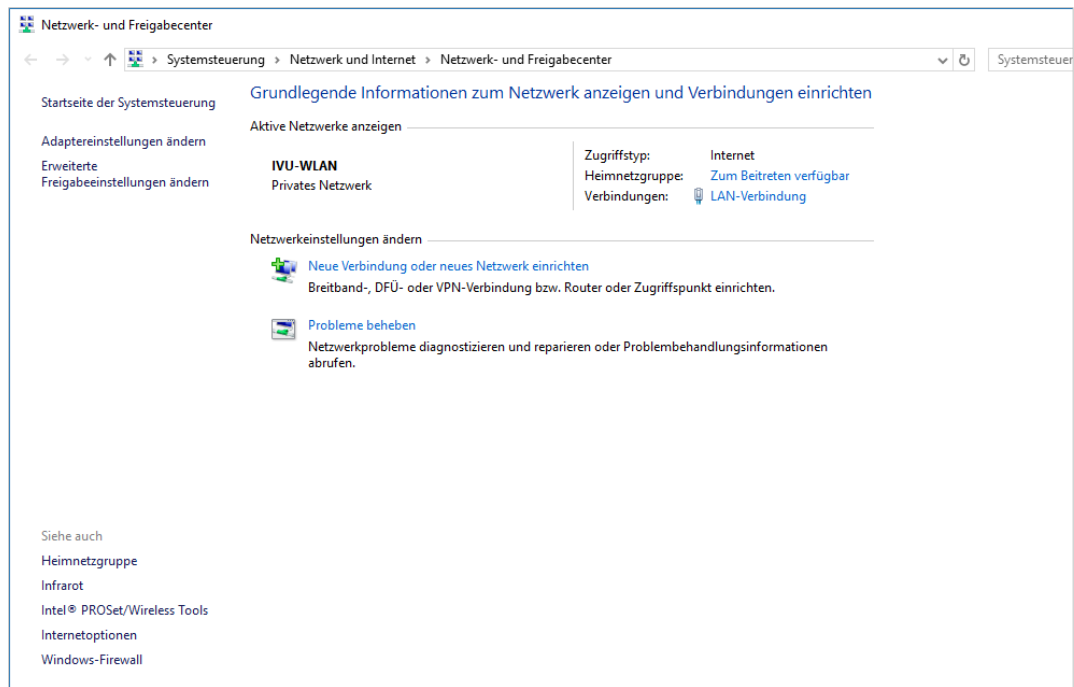 Netzwerk- und Freigabecenter
Systemsteuerung > Netzwerk und Internet > Netzwerk- und Freigabecenter
Systemsteuer
Startseite der Systemsteuerung
Adaptereinstellungen ändern
Erweiterte
Freigabeeinstellungen ändern
Grundlegende Informationen zum Netzwerk anzeigen und Verbindungen einrichten
Aktive Netzwerke anzeigen
IVU-WLAN
Privates Netzwerk
Zugriffstyp: Internet
Heimnetzgruppe: Zum Beitreten verfügbar
Verbindungen: LAN-Verbindung
Netzwerkeinstellungen ändern
Neue Verbindung oder neues Netzwerk einrichten
Breitband-, DFÜ- oder VPN-Verbindung bzw. Router oder Zugriffspunkt einrichten.
Probleme beheben
Netzwerkprobleme diagnostizieren und reparieren oder Problembehandlungsinformationen
abrufen.
Siehe auch
Heimnetzgruppe
Infrarot
Intel® PROSet/Wireless Tools
Internetoptionen
Windows-Firewall